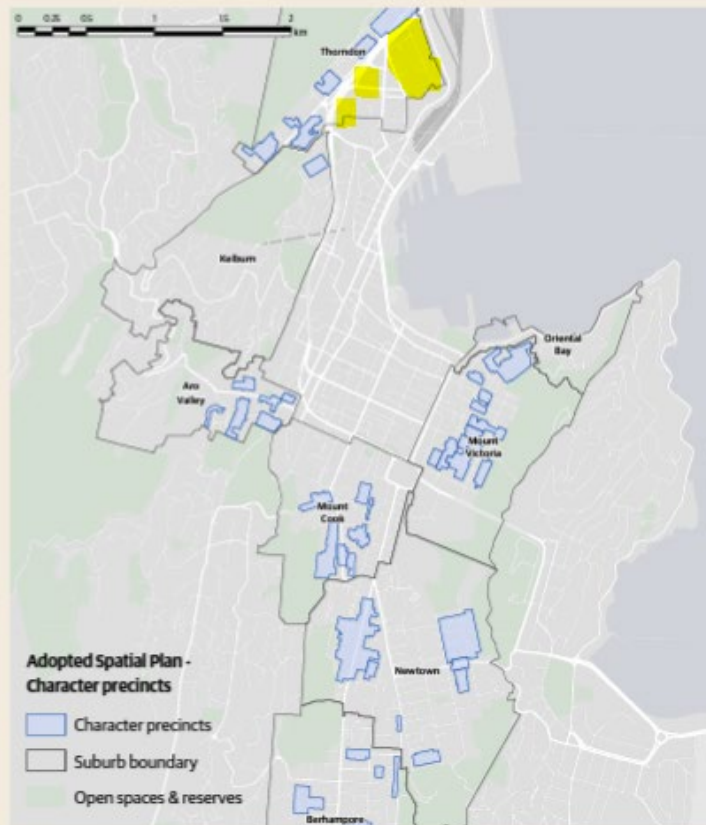 0 0.25 0.5 1 1.5 2
km
Thorndon
Kelburn
Oriental
Bay
Aro
Valley
Mount
Victoria
Mount
Cook
Newtown
Adopted Spatial Plan -
Character precincts
Character precincts
Suburb boundary
Open spaces & reserves
Berhampore